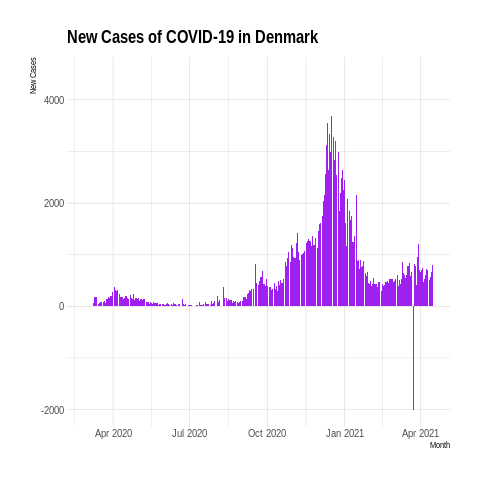 New Cases of COVID-19 in Denmark
New Cases
4000
2000
0
-2000
Apr 2020 Jul 2020 Oct 2020 Jan 2021 Apr 2021
Month